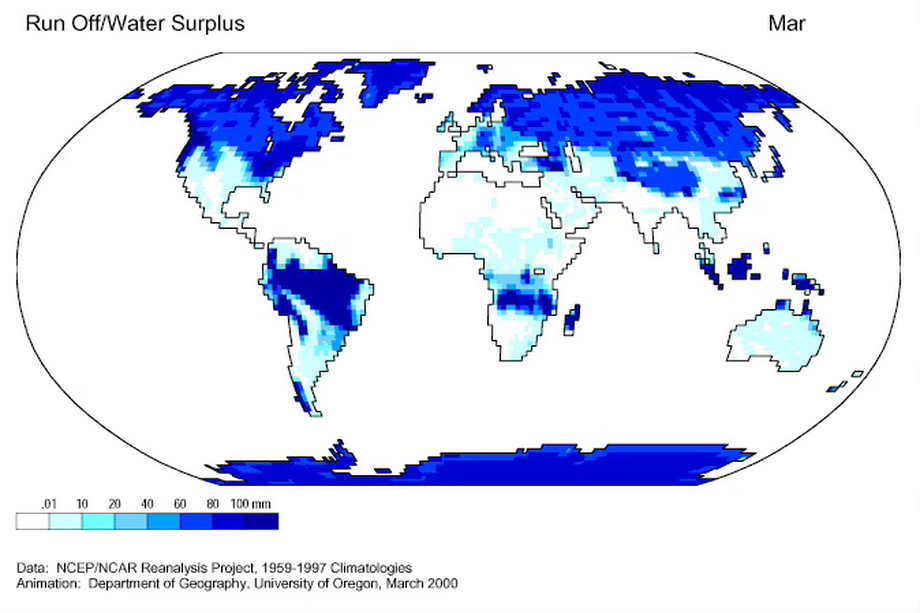 Run Off/Water Surplus
Mar
.01 10 20 40 60 80 100 mm
Data: NCEP/NCAR Reanalysis Project, 1959-1997 Climatologies
Animation: Department of Geography, University of Oregon, March 2000